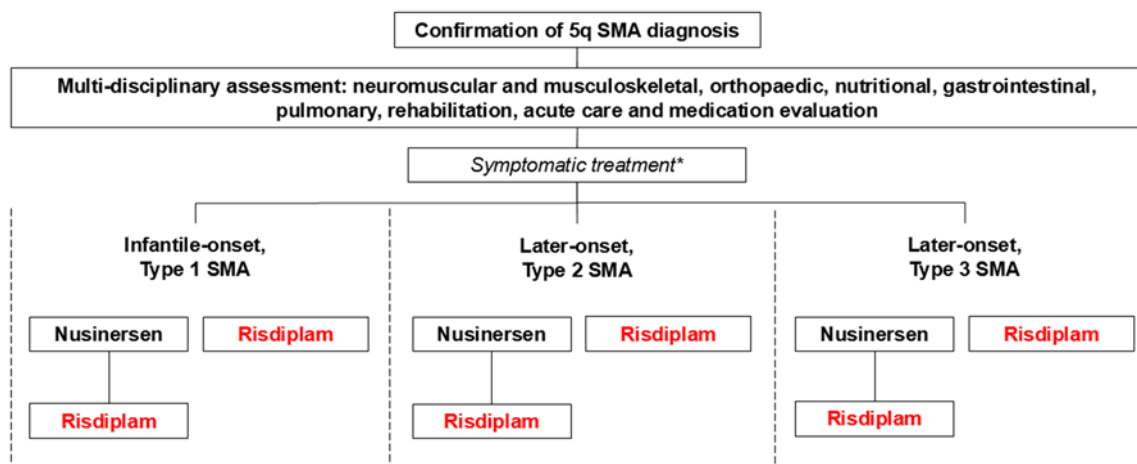 Confirmation of 5q SMA diagnosis
Multi-disciplinary assessment: neuromuscular and musculoskeletal, orthopaedic, nutritional, gastrointestinal,
pulmonary, rehabilitation, acute care and medication evaluation
Symptomatic treatment*
Infantile-onset,
Type 1 SMA
Later-onset,
Type 2 SMA
Later-onset,
Type 3 SMA
Nusinersen
Risdiplam
Nusinersen
Risdiplam
Nusinersen
Risdiplam
Risdiplam
Risdiplam
Risdiplam